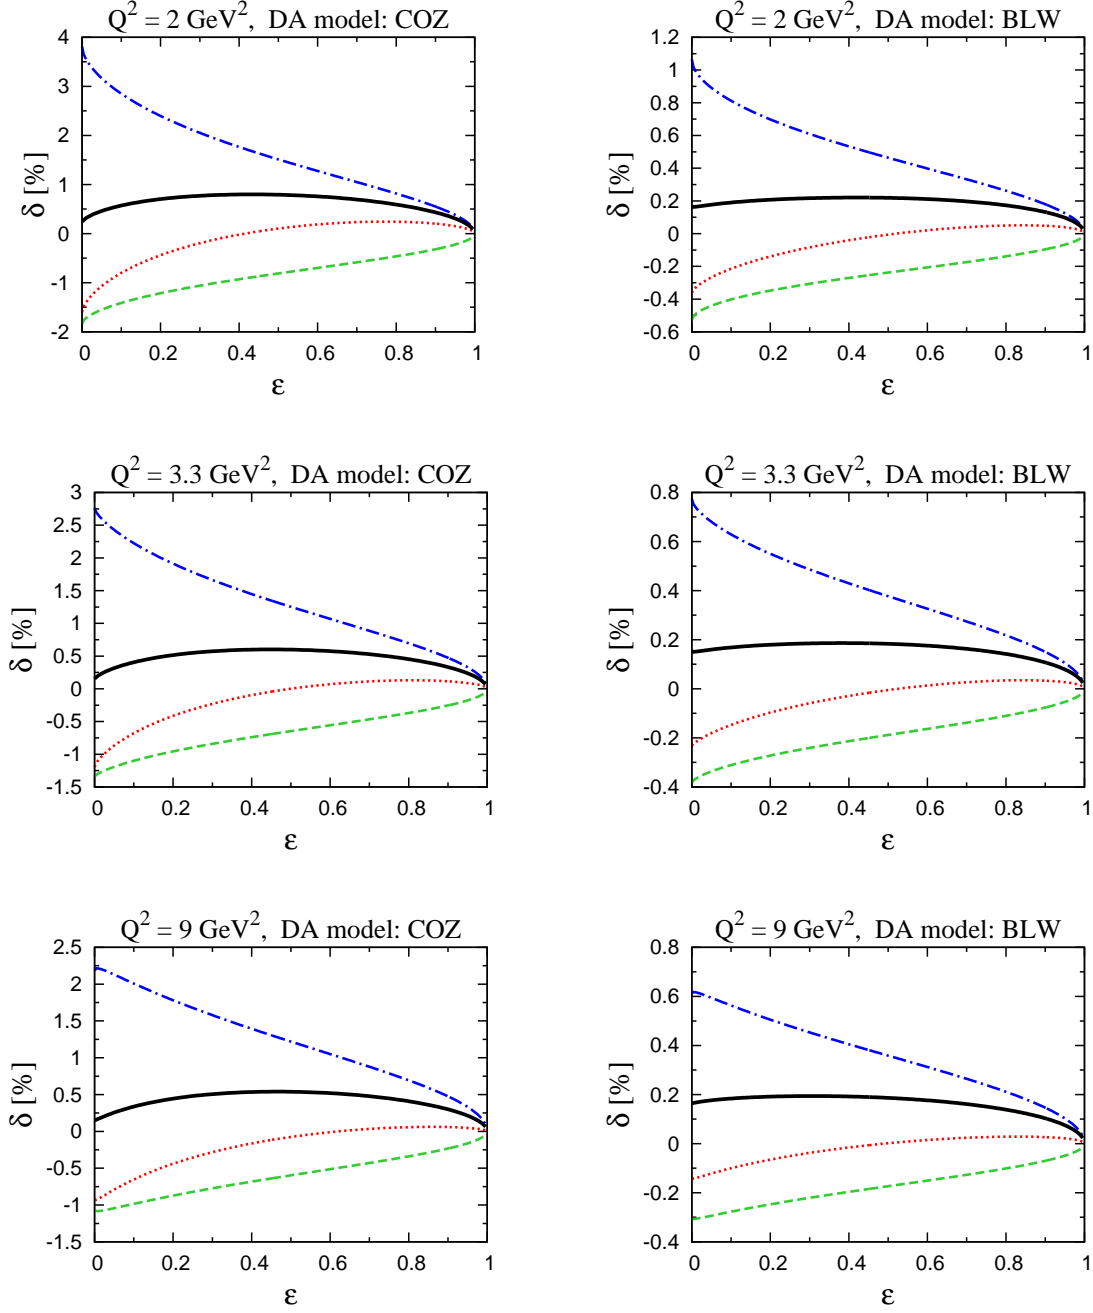 Q² = 2 GeV², DA model: COZ
δ [%]
4
3
2
1
0
-1
-2
0 0.2 0.4 0.6 0.8 1
ε
Q² = 2 GeV², DA model: BLW
δ [%]
1.2
1
0.8
0.6
0.4
0.2
0
-0.2
-0.4
-0.6
0 0.2 0.4 0.6 0.8 1
ε
Q² = 3.3 GeV², DA model: COZ
δ [%]
3
2.5
2
1.5
1
0.5
0
-0.5
-1
-1.5
0 0.2 0.4 0.6 0.8 1
ε
Q² = 3.3 GeV², DA model: BLW
δ [%]
0.8
0.6
0.4
0.2
0
-0.2
-0.4
0 0.2 0.4 0.6 0.8 1
ε
Q² = 9 GeV², DA model: COZ
δ [%]
2.5
2
1.5
1
0.5
0
-0.5
-1
-1.5
0 0.2 0.4 0.6 0.8 1
ε
Q² = 9 GeV², DA model: BLW
δ [%]
0.8
0.6
0.4
0.2
0
-0.2
-0.4
0 0.2 0.4 0.6 0.8 1
ε